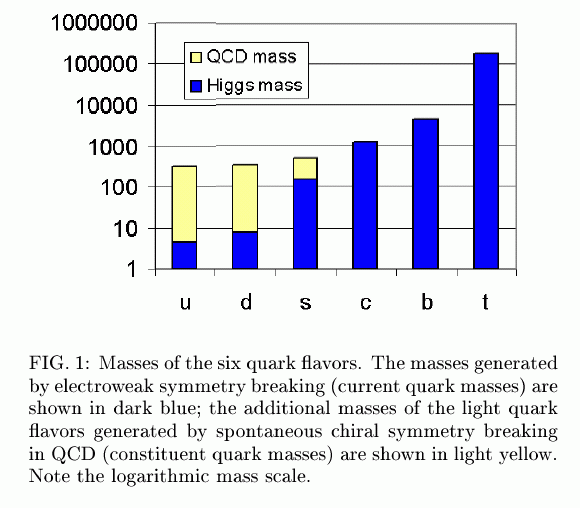 1000000
100000
10000
1000
100
10
1
QCD mass
Higgs mass
u d s c b t
FIG. 1: Masses of the six quark flavors. The masses generated
by electroweak symmetry breaking (current quark masses) are
shown in dark blue; the additional masses of the light quark
flavors generated by spontaneous chiral symmetry breaking
in QCD (constituent quark masses) are shown in light yellow.
Note the logarithmic mass scale.